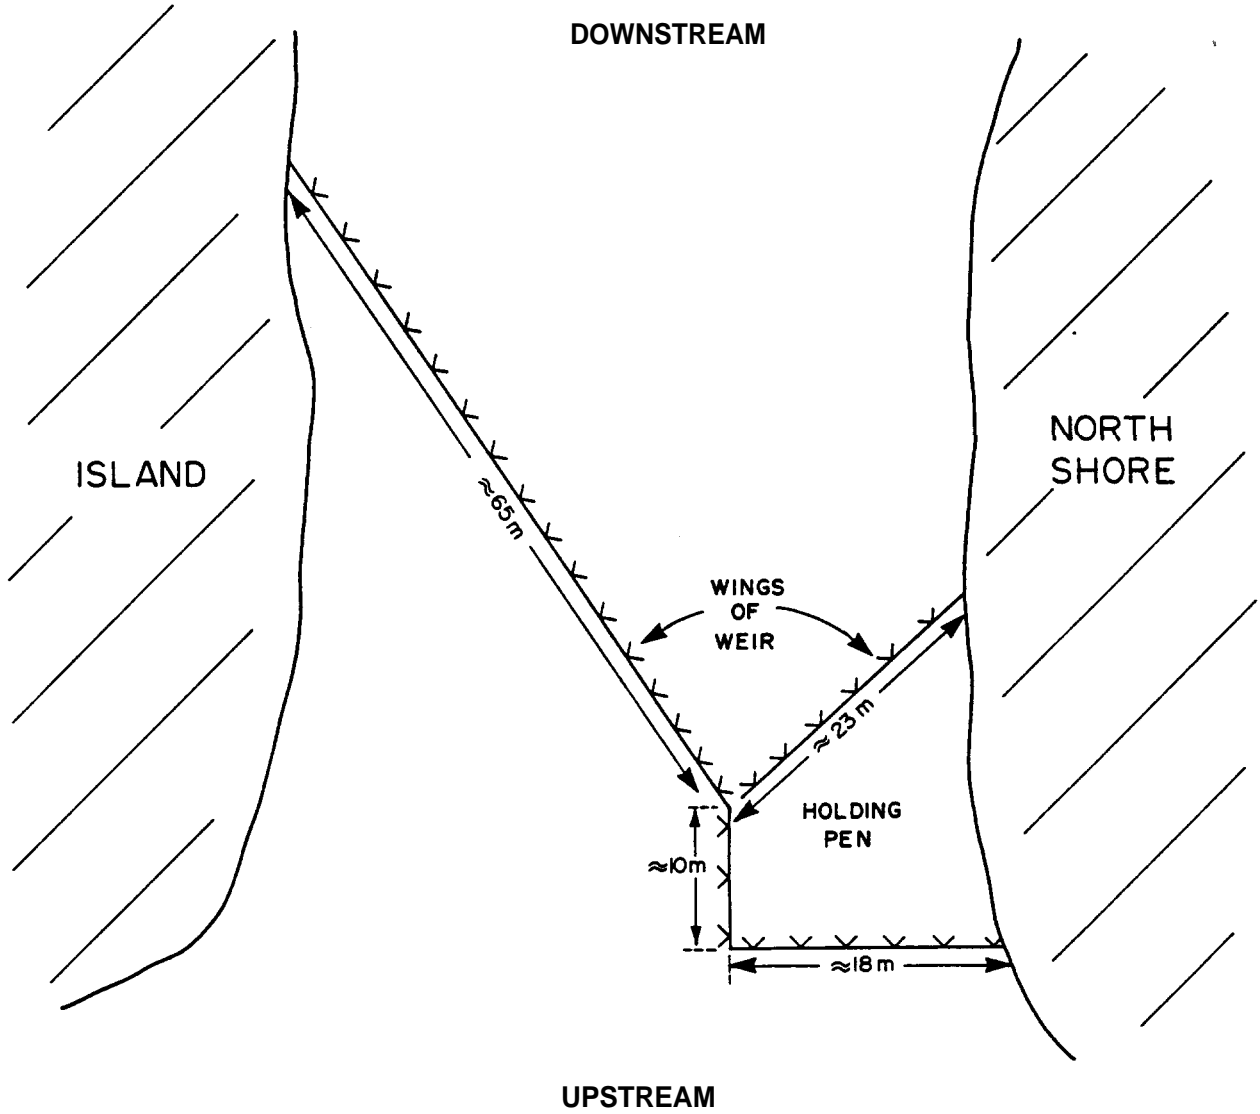 DOWNSTREAM
NORTH
SHORE
ISLAND
≈65m
WINGS
OF
WEIR
≈23m
HOLDING
PEN
≈10m
≈18m
UPSTREAM